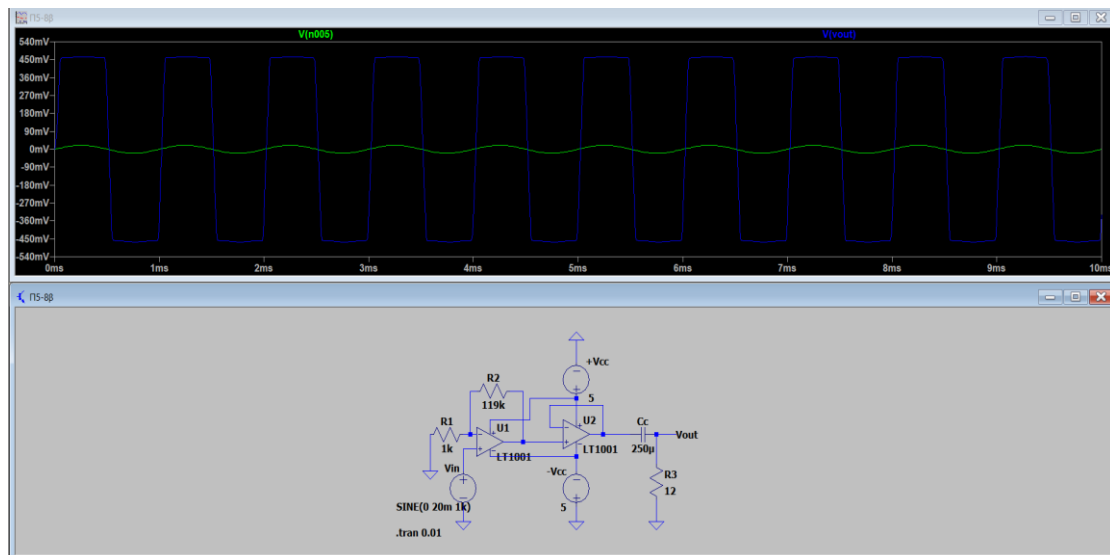 Π5-8β
V(n005)
V(vout)
540mV
450mV
360mV
270mV
180mV
90mV
0mV
-90mV
-180mV
-270mV
-360mV
-450mV
-540mV
0ms
1ms
2ms
3ms
4ms
5ms
6ms
7ms
8ms
9ms
10ms
Π5-8β
+Vcc
5
R2
119k
U2
R1
1k
U1
LT1001
LT1001
Cc
250µ
Vout
Vin
-Vcc
5
R3
12
SINE(0 20m 1k)
.tran 0.01